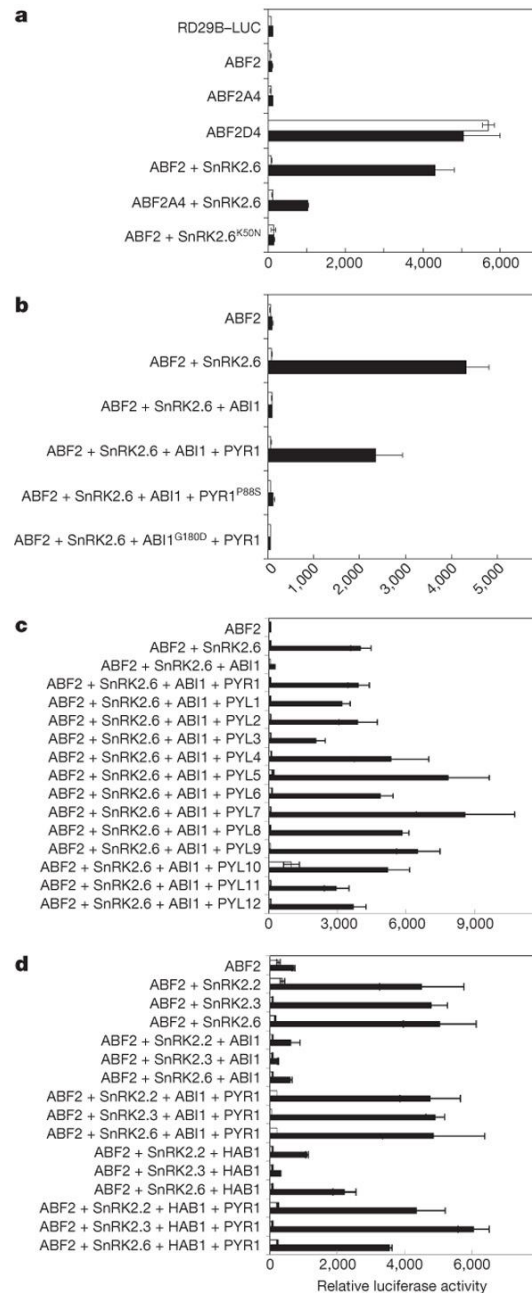 a
RD29B–LUC
ABF2
ABF2A4
ABF2D4
ABF2 + SnRK2.6
ABF2A4 + SnRK2.6
ABF2 + SnRK2.6K50N
0 2,000 4,000 6,000
b
ABF2
ABF2 + SnRK2.6
ABF2 + SnRK2.6 + ABI1
ABF2 + SnRK2.6 + ABI1 + PYR1
ABF2 + SnRK2.6 + ABI1 + PYR1P88S
ABF2 + SnRK2.6 + ABI1G180D + PYR1
0 1,000 2,000 3,000 4,000 5,000
c
ABF2
ABF2 + SnRK2.6
ABF2 + SnRK2.6 + ABI1
ABF2 + SnRK2.6 + ABI1 + PYR1
ABF2 + SnRK2.6 + ABI1 + PYL1
ABF2 + SnRK2.6 + ABI1 + PYL2
ABF2 + SnRK2.6 + ABI1 + PYL3
ABF2 + SnRK2.6 + ABI1 + PYL4
ABF2 + SnRK2.6 + ABI1 + PYL5
ABF2 + SnRK2.6 + ABI1 + PYL6
ABF2 + SnRK2.6 + ABI1 + PYL7
ABF2 + SnRK2.6 + ABI1 + PYL8
ABF2 + SnRK2.6 + ABI1 + PYL9
ABF2 + SnRK2.6 + ABI1 + PYL10
ABF2 + SnRK2.6 + ABI1 + PYL11
ABF2 + SnRK2.6 + ABI1 + PYL12
0 3,000 6,000 9,000
d
ABF2
ABF2 + SnRK2.2
ABF2 + SnRK2.3
ABF2 + SnRK2.6
ABF2 + SnRK2.2 + ABI1
ABF2 + SnRK2.3 + ABI1
ABF2 + SnRK2.6 + ABI1
ABF2 + SnRK2.2 + ABI1 + PYR1
ABF2 + SnRK2.3 + ABI1 + PYR1
ABF2 + SnRK2.6 + ABI1 + PYR1
ABF2 + SnRK2.2 + HAB1
ABF2 + SnRK2.3 + HAB1
ABF2 + SnRK2.6 + HAB1
ABF2 + SnRK2.2 + HAB1 + PYR1
ABF2 + SnRK2.3 + HAB1 + PYR1
ABF2 + SnRK2.6 + HAB1 + PYR1
0 2,000 4,000 6,000
Relative luciferase activity